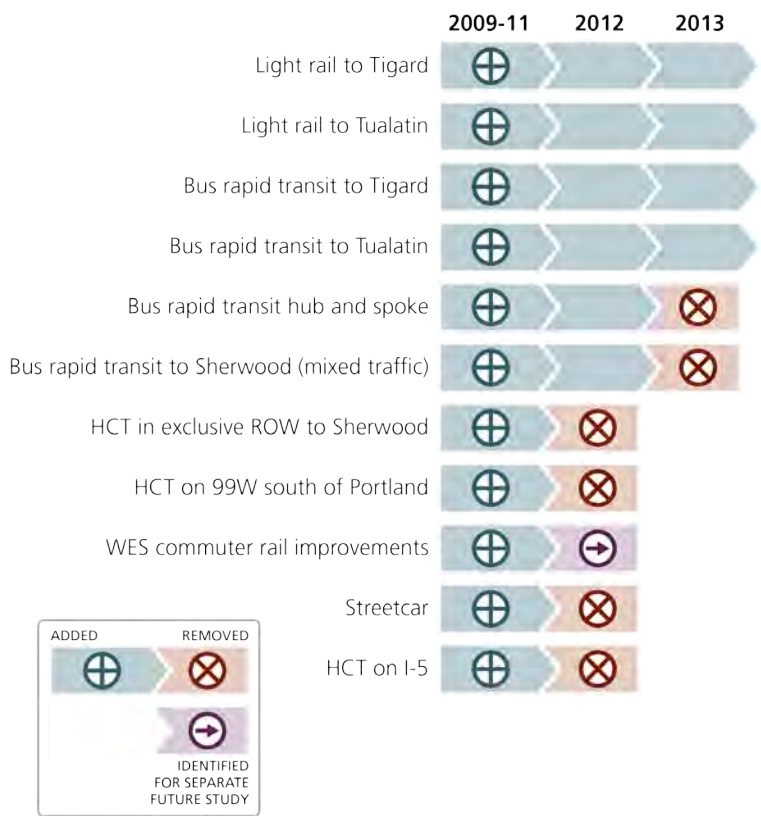 2009-11 2012 2013
Light rail to Tigard
Light rail to Tualatin
Bus rapid transit to Tigard
Bus rapid transit to Tualatin
Bus rapid transit hub and spoke
Bus rapid transit to Sherwood (mixed traffic)
HCT in exclusive ROW to Sherwood
HCT on 99W south of Portland
WES commuter rail improvements
Streetcar
HCT on I-5
ADDED REMOVED
IDENTIFIED
FOR SEPARATE
FUTURE STUDY